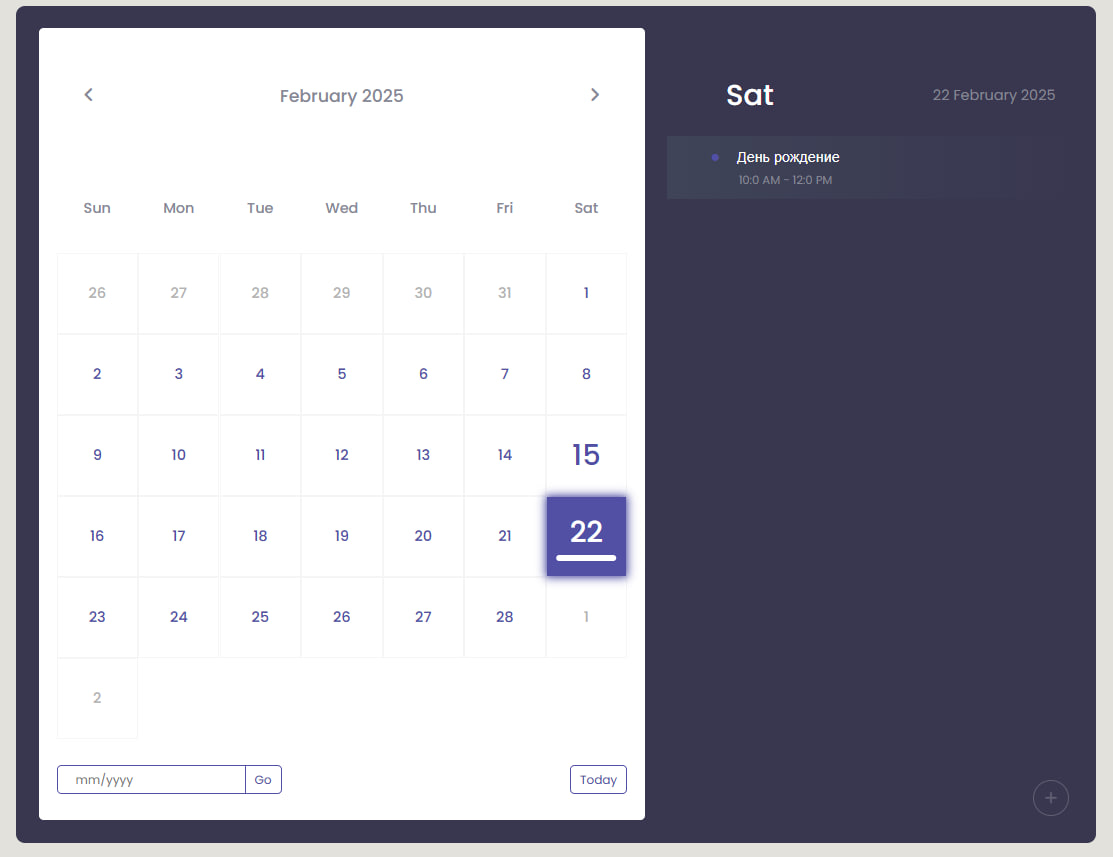 February 2025
Sun Mon Tue Wed Thu Fri Sat
26 27 28 29 30 31 1
2 3 4 5 6 7 8
9 10 11 12 13 14 15
16 17 18 19 20 21 22
23 24 25 26 27 28 1
2
mm/yyyy Go Today
Sat 22 February 2025
День рождение
10:0 AM - 12:0 PM